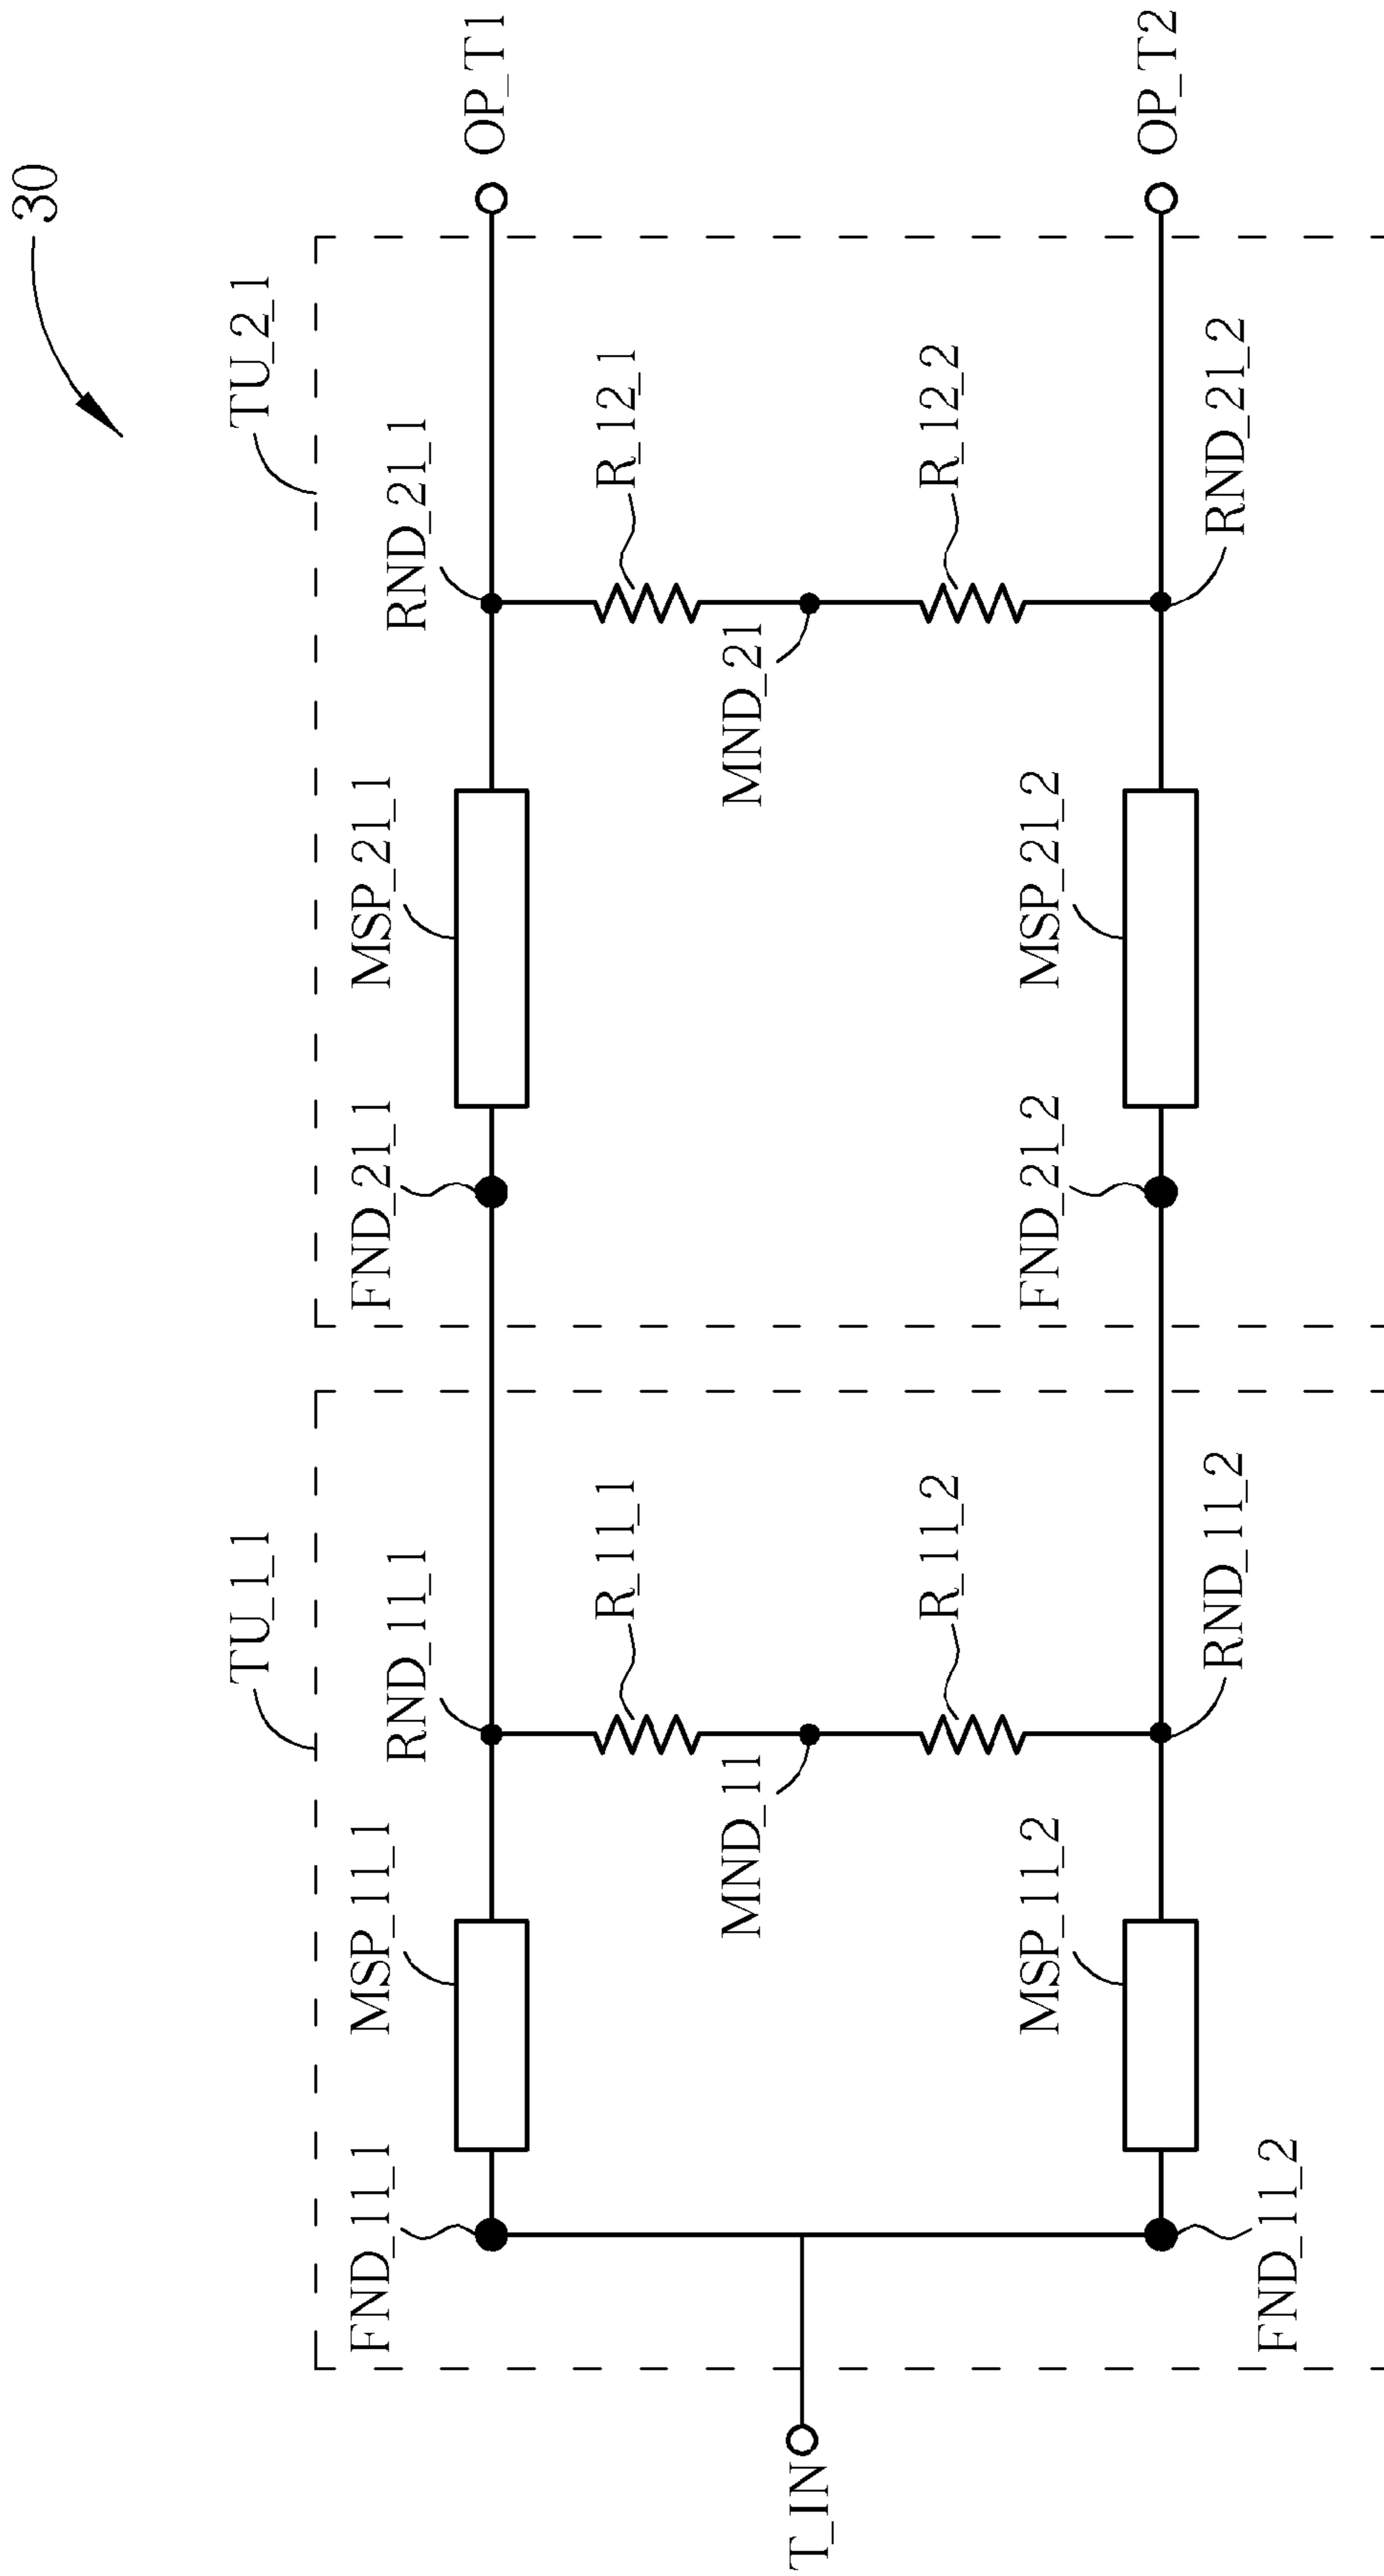 30
TU_1_1
TU_2_1
FND_11_1
MSP_11_1
RND_11_1
FND_21_1
MSP_21_1
RND_21_1
OP_T1
R_11_1
R_12_1
T_IN
MND_11
MND_21
R_11_2
R_12_2
MSP_11_2
FND_21_2
MSP_21_2
OP_T2
FND_11_2
RND_11_2
RND_21_2